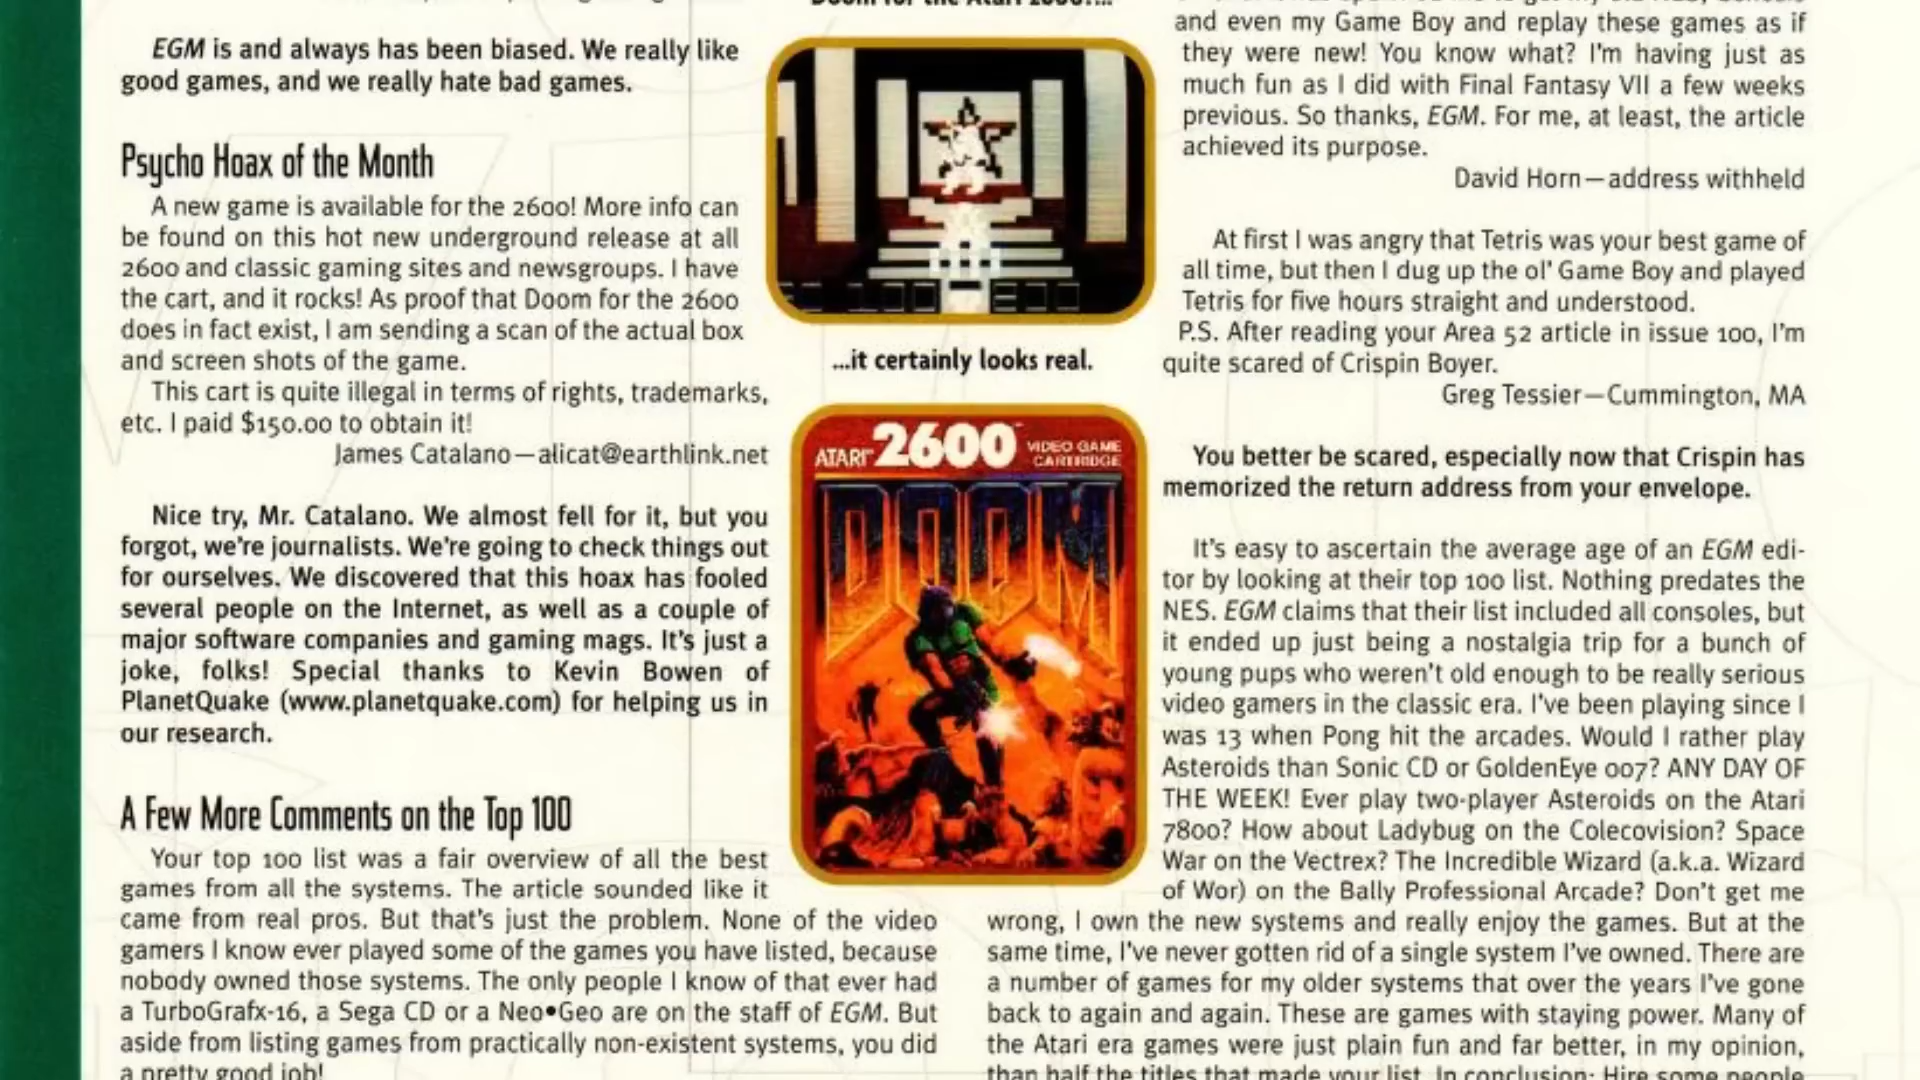 EGM is and always has been biased. We really like
good games, and we really hate bad games.
Psycho Hoax of the Month
A new game is available for the 2600! More info can
be found on this hot new underground release at all
2600 and classic gaming sites and newsgroups. I have
the cart, and it rocks! As proof that Doom for the 2600
does in fact exist, I am sending a scan of the actual box
and screen shots of the game.
This cart is quite illegal in terms of rights, trademarks,
etc. I paid $150.00 to obtain it!
James Catalano—alicat@earthlink.net
Nice try, Mr. Catalano. We almost fell for it, but you
forgot, we're journalists. We're going to check things out
for ourselves. We discovered that this hoax has fooled
several people on the Internet, as well as a couple of
major software companies and gaming mags. It's just a
joke, folks! Special thanks to Kevin Bowen of
PlanetQuake (www.planetquake.com) for helping us in
our research.
A Few More Comments on the Top 100
Your top 100 list was a fair overview of all the best
games from all the systems. The article sounded like it
came from real pros. But that's just the problem. None of the video
gamers I know ever played some of the games you have listed, because
nobody owned those systems. The only people I know of that ever had
a TurboGrafx-16, a Sega CD or a Neo•Geo are on the staff of EGM. But
aside from listing games from practically non-existent systems, you did
a pretty good job!
Doom for the Atari 2600?...
...it certainly looks real.
ATARI 2600™ VIDEO GAME
CARTRIDGE
DOOM
and even my Game Boy and replay these games as if
they were new! You know what? I'm having just as
much fun as I did with Final Fantasy VII a few weeks
previous. So thanks, EGM. For me, at least, the article
achieved its purpose.
David Horn—address withheld
At first I was angry that Tetris was your best game of
all time, but then I dug up the ol' Game Boy and played
Tetris for five hours straight and understood.
P.S. After reading your Area 52 article in issue 100, I'm
quite scared of Crispin Boyer.
Greg Tessier—Cummington, MA
You better be scared, especially now that Crispin has
memorized the return address from your envelope.
It's easy to ascertain the average age of an EGM edi-
tor by looking at their top 100 list. Nothing predates the
NES. EGM claims that their list included all consoles, but
it ended up just being a nostalgia trip for a bunch of
young pups who weren't old enough to be really serious
video gamers in the classic era. I've been playing since I
was 13 when Pong hit the arcades. Would I rather play
Asteroids than Sonic CD or GoldenEye 007? ANY DAY OF
THE WEEK! Ever play two-player Asteroids on the Atari
7800? How about Ladybug on the Colecovision? Space
War on the Vectrex? The Incredible Wizard (a.k.a. Wizard
of Wor) on the Bally Professional Arcade? Don't get me
wrong, I own the new systems and really enjoy the games. But at the
same time, I've never gotten rid of a single system I've owned. There are
a number of games for my older systems that over the years I've gone
back to again and again. These are games with staying power. Many of
the Atari era games were just plain fun and far better, in my opinion,
than half the titles that made your list. In conclusion: Hire some people